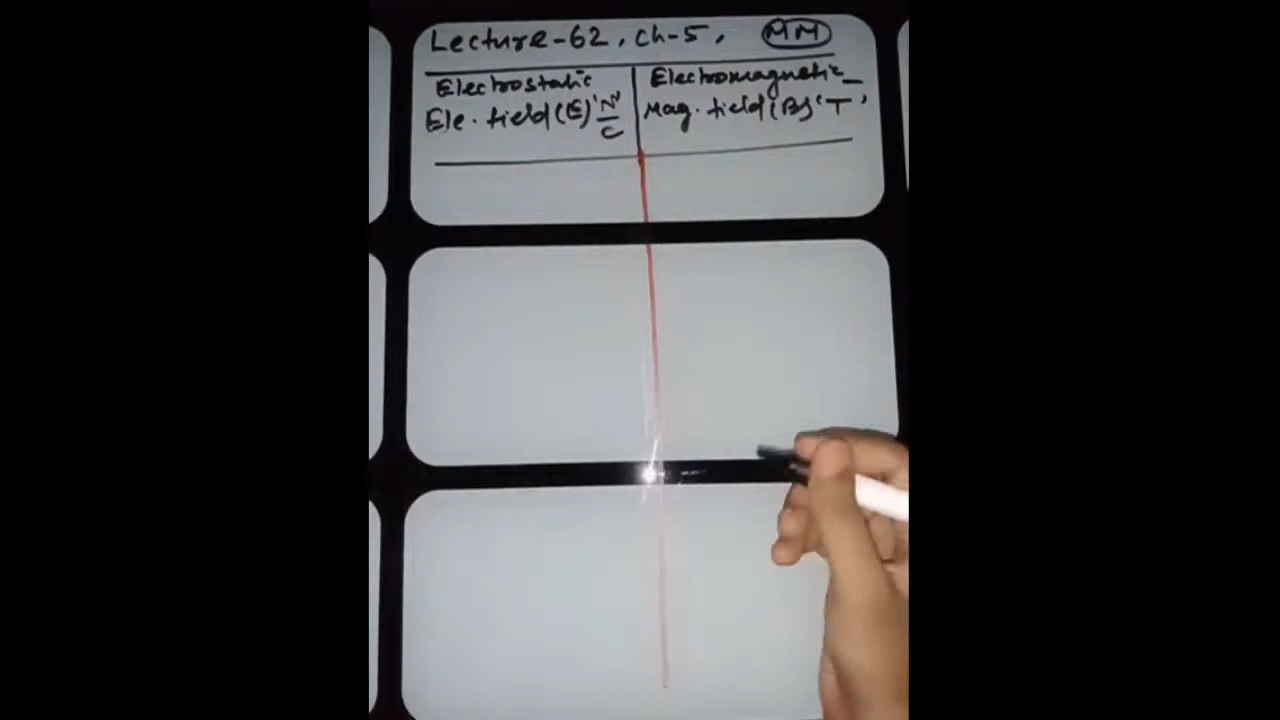 Lecture-62, Ch-5, MM
Electrostatic
Ele. field (E) 'N/C'
Electromagnetic
Mag. field (B) 'T'